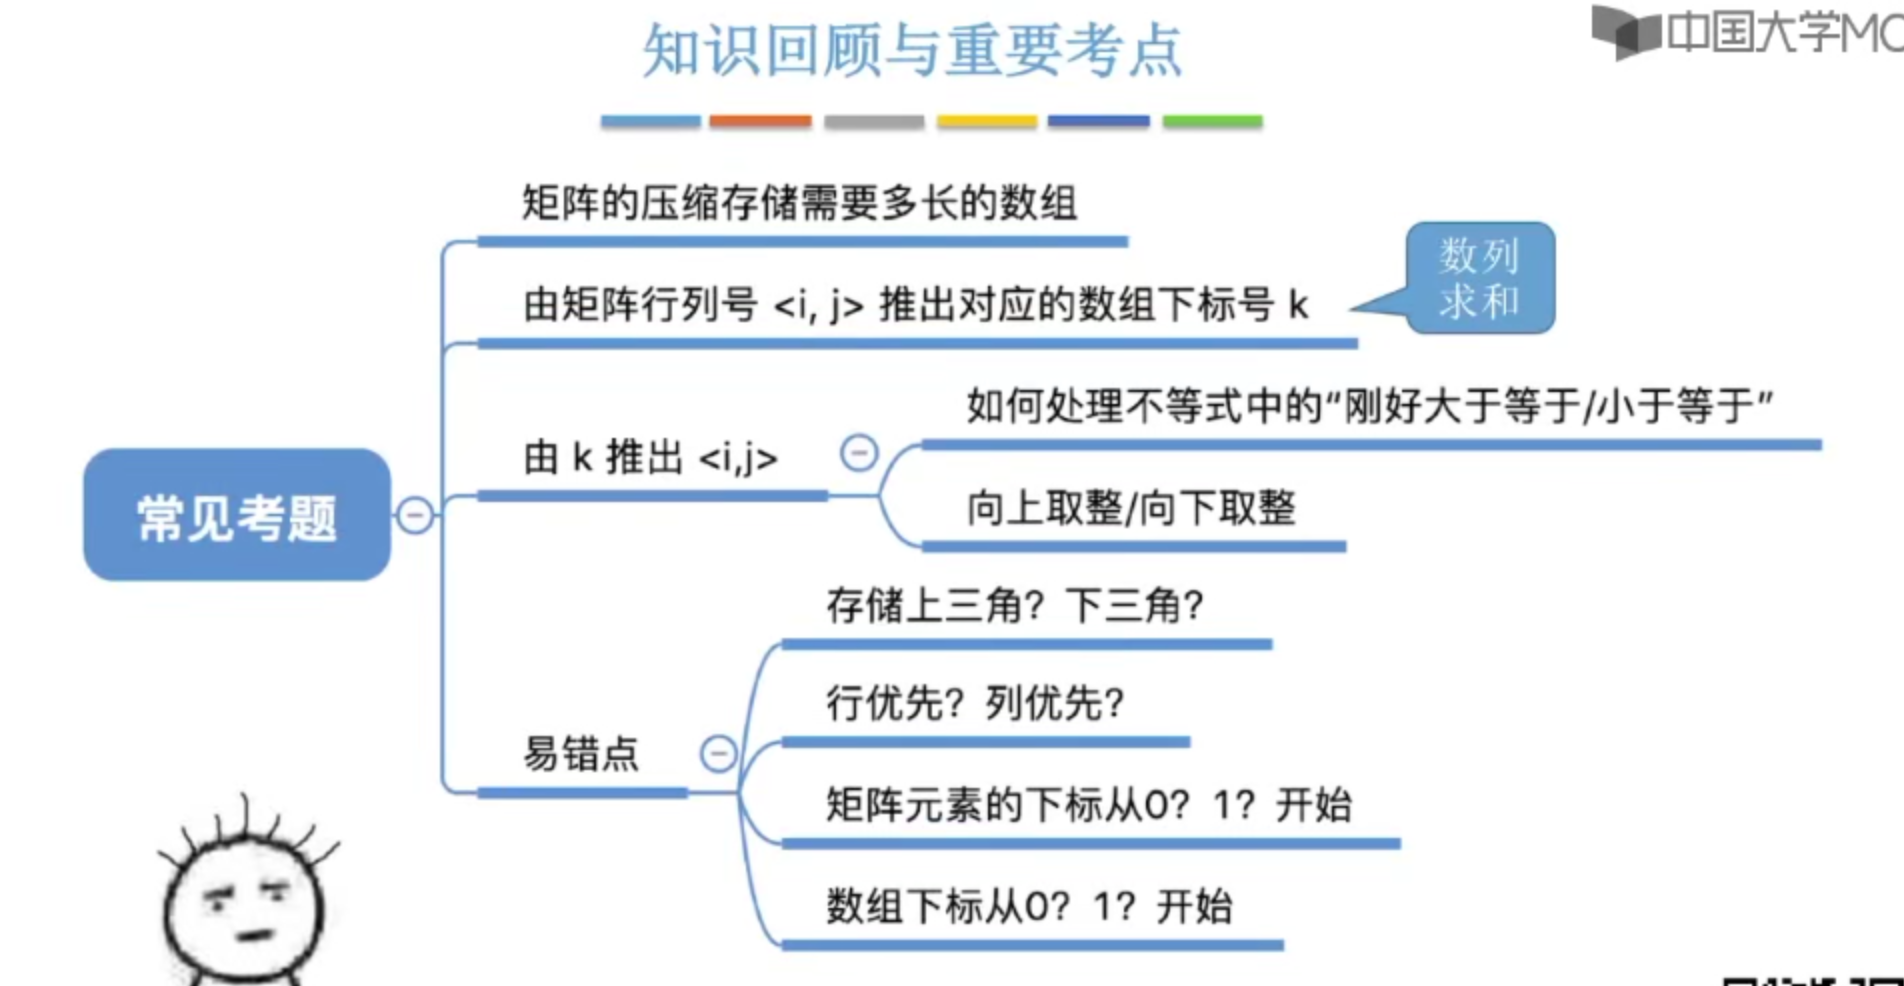 知识回顾与重要考点
中国大学MO
矩阵的压缩存储需要多长的数组
由矩阵行列号 <i, j> 推出对应的数组下标号 k
数列
求和
如何处理不等式中的“刚好大于等于/小于等于”
由 k 推出 <i,j>
向上取整/向下取整
常见考题
存储上三角？下三角？
行优先？列优先？
易错点
矩阵元素的下标从0？1？开始
数组下标从0？1？开始